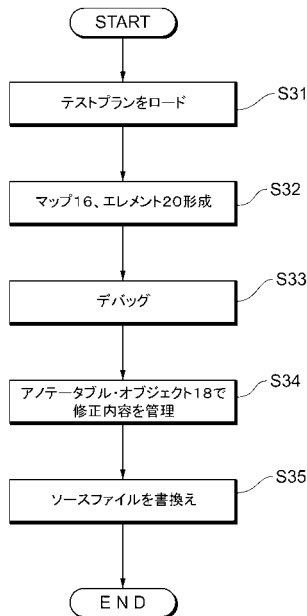 START
テストプランをロード
S31
マップ16、エレメント20形成
S32
デバッグ
S33
アノテータブル・オブジェクト18で
修正内容を管理
S34
ソースファイルを書換え
S35
END